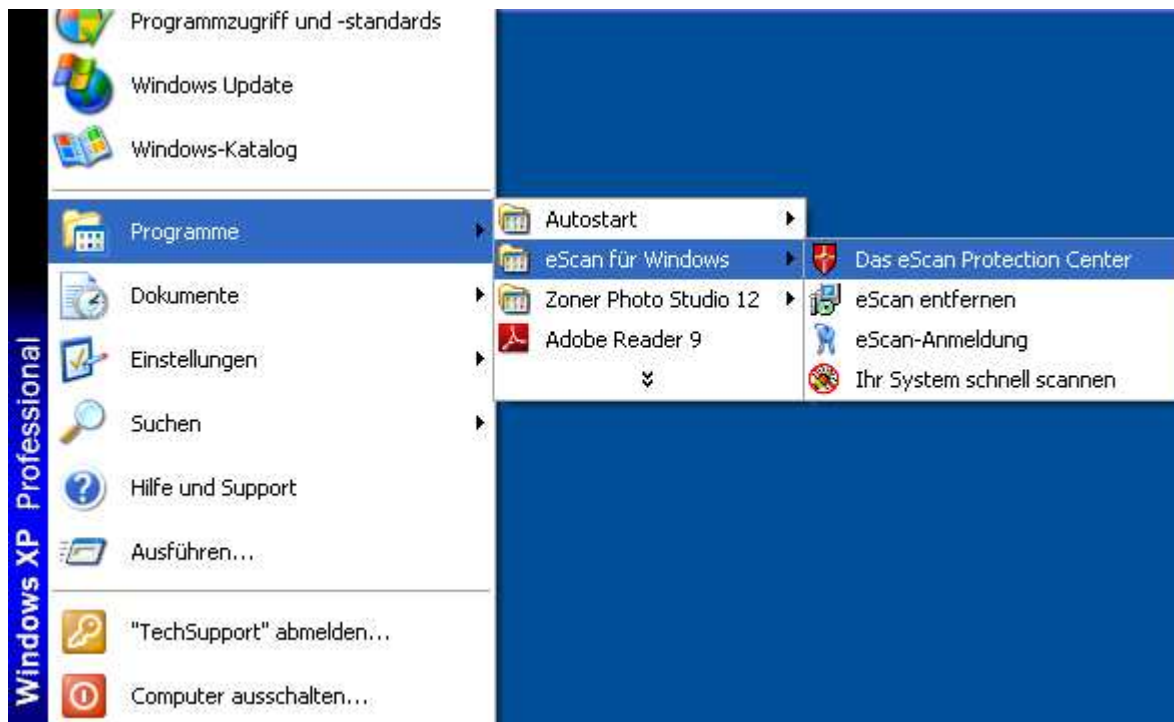 Programmzugriff und -standards
Windows Update
Windows-Katalog
Programme
Dokumente
Einstellungen
Suchen
Hilfe und Support
Ausführen...
"TechSupport" abmelden...
Computer ausschalten...
Windows XP Professional
Autostart
eScan für Windows
Zoner Photo Studio 12
Adobe Reader 9
Das eScan Protection Center
eScan entfernen
eScan-Anmeldung
Ihr System schnell scannen